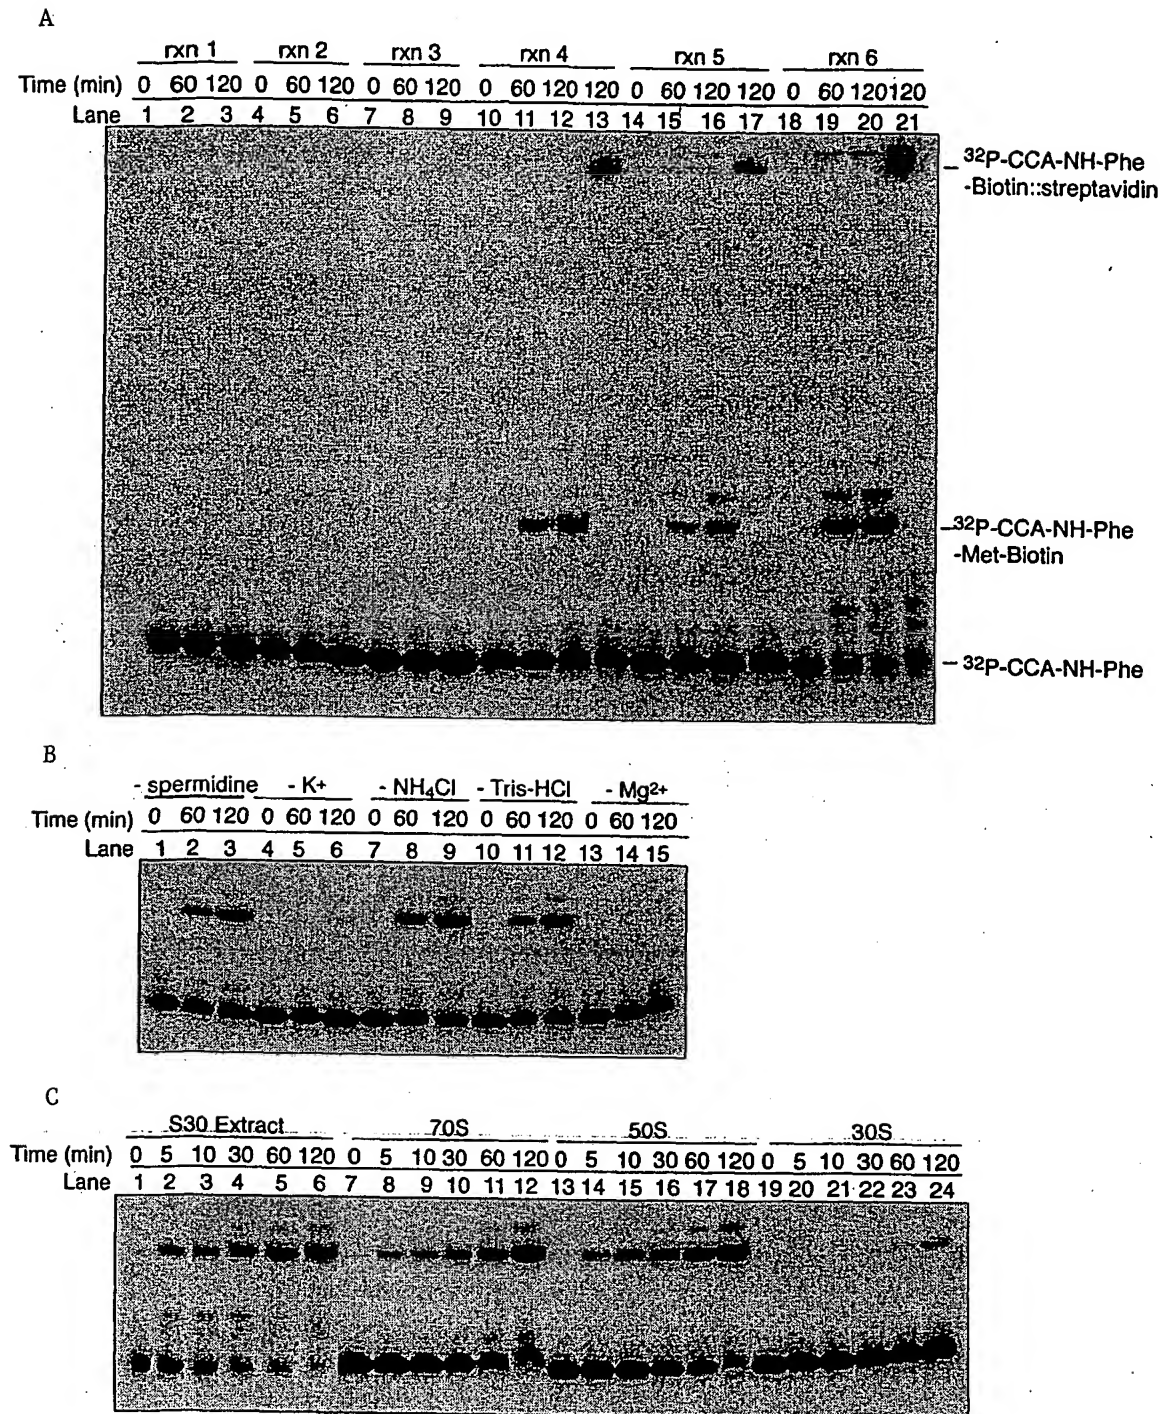 A
rxn 1 rxn 2 rxn 3 rxn 4 rxn 5 rxn 6
Time (min) 0 60 120 0 60 120 0 60 120 0 60 120 120 0 60 120 120 0 60 120 120
Lane 1 2 3 4 5 6 7 8 9 10 11 12 13 14 15 16 17 18 19 20 21
32P-CCA-NH-Phe
-Biotin::streptavidin
32P-CCA-NH-Phe
-Met-Biotin
32P-CCA-NH-Phe
B
- spermidine - K+ - NH4Cl - Tris-HCl - Mg2+
Time (min) 0 60 120 0 60 120 0 60 120 0 60 120 0 60 120
Lane 1 2 3 4 5 6 7 8 9 10 11 12 13 14 15
C
S30 Extract 70S 50S 30S
Time (min) 0 5 10 30 60 120 0 5 10 30 60 120 0 5 10 30 60 120 0 5 10 30 60 120
Lane 1 2 3 4 5 6 7 8 9 10 11 12 13 14 15 16 17 18 19 20 21 22 23 24